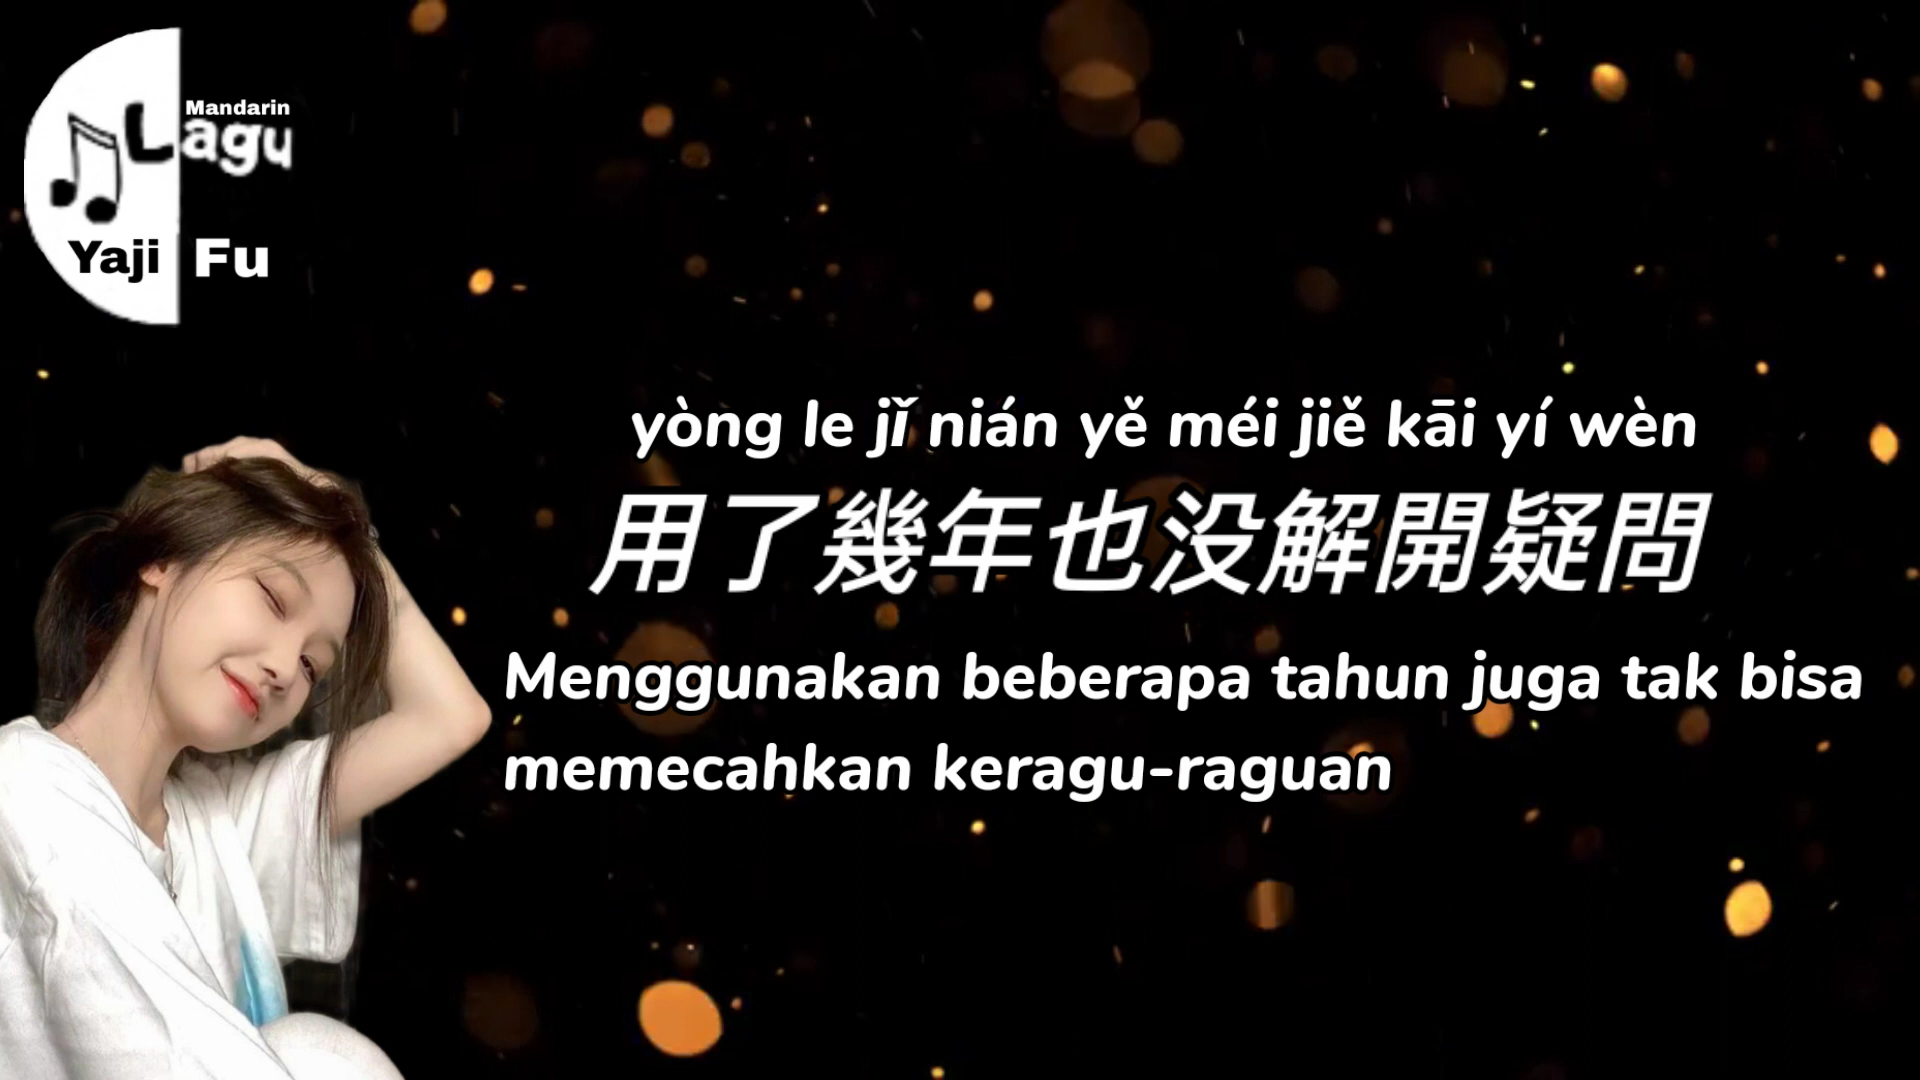 Mandarin
Lagu
Yaji Fu
yòng le jǐ nián yě méi jiě kāi yí wèn
用了幾年也没解開疑問
Menggunakan beberapa tahun juga tak bisa
memecahkan keragu-raguan